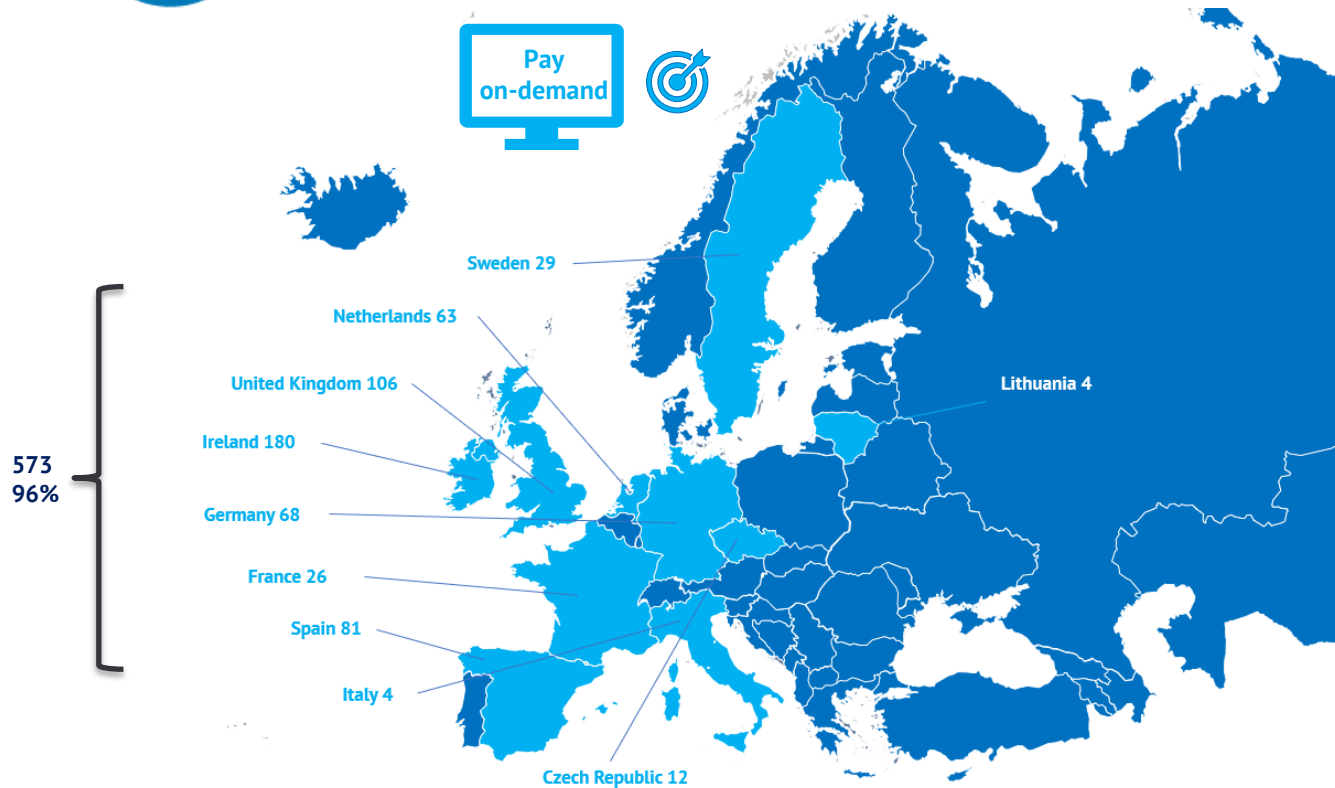 Pay
on-demand
Sweden 29
Netherlands 63
United Kingdom 106
Lithuania 4
Ireland 180
573
96%
Germany 68
France 26
Spain 81
Italy 4
Czech Republic 12